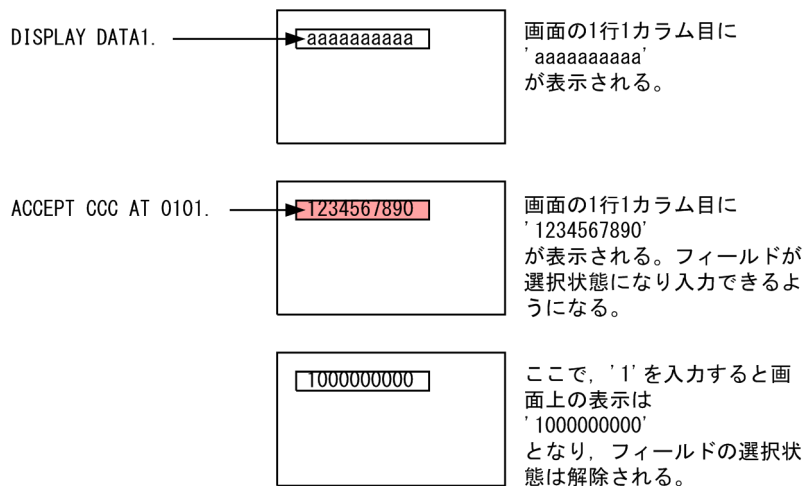 DISPLAY DATA1.
aaaaaaaaaa
画面の1行1カラム目に
'aaaaaaaaaa'
が表示される。
ACCEPT CCC AT 0101.
1234567890
画面の1行1カラム目に
'1234567890'
が表示される。フィールドが
選択状態になり入力できるよ
うになる。
1000000000
ここで，'1'を入力すると画
面上の表示は
'1000000000'
となり，フィールドの選択状
態は解除される。